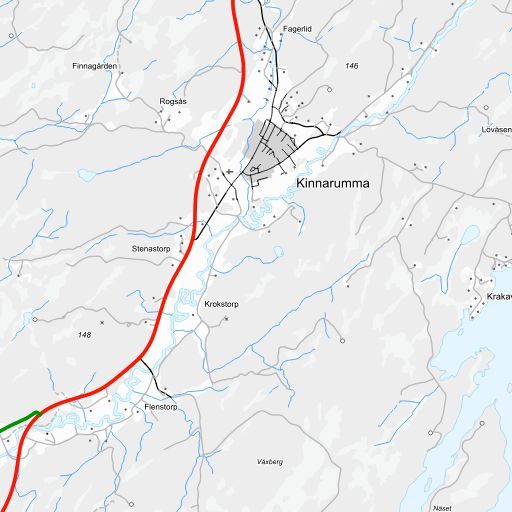 Fagerlid
Finnagården
146
Rogsås
Lövåsen
Kinnarumma
Stenastorp
Krokstorp
Krakav
148
Flenstorp
Växberg
Näset